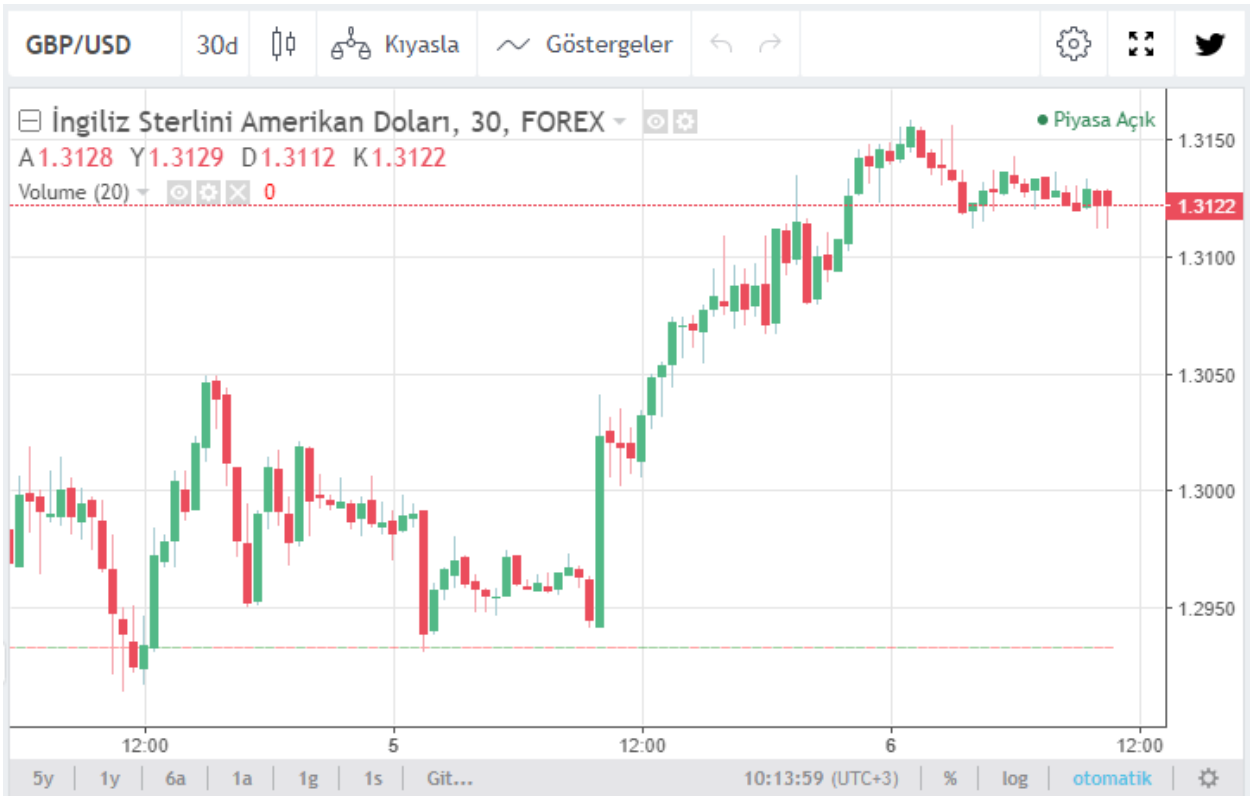 GBP/USD 30d Kıyasla Göstergeler
İngiliz Sterlini Amerikan Doları, 30, FOREX
Piyasa Açık
A1.3128 Y1.3129 D1.3112 K1.3122
Volume (20) 0
1.3150
1.3122
1.3100
1.3050
1.3000
1.2950
12:00 5 12:00 6 12:00
5y 1y 6a 1a 1g 1s Git... 10:13:59 (UTC+3) % log otomatik